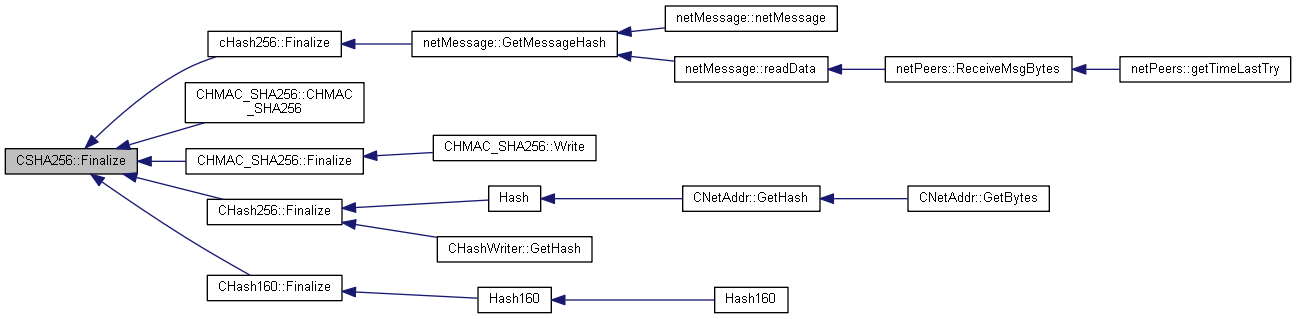 netMessage::netMessage
cHash256::Finalize
netMessage::GetMessageHash
netMessage::readData
netPeers::ReceiveMsgBytes
netPeers::getTimeLastTry
CHMAC_SHA256::CHMAC
_SHA256
CSHA256::Finalize
CHMAC_SHA256::Finalize
CHMAC_SHA256::Write
CHash256::Finalize
Hash
CNetAddr::GetHash
CNetAddr::GetBytes
CHashWriter::GetHash
CHash160::Finalize
Hash160
Hash160